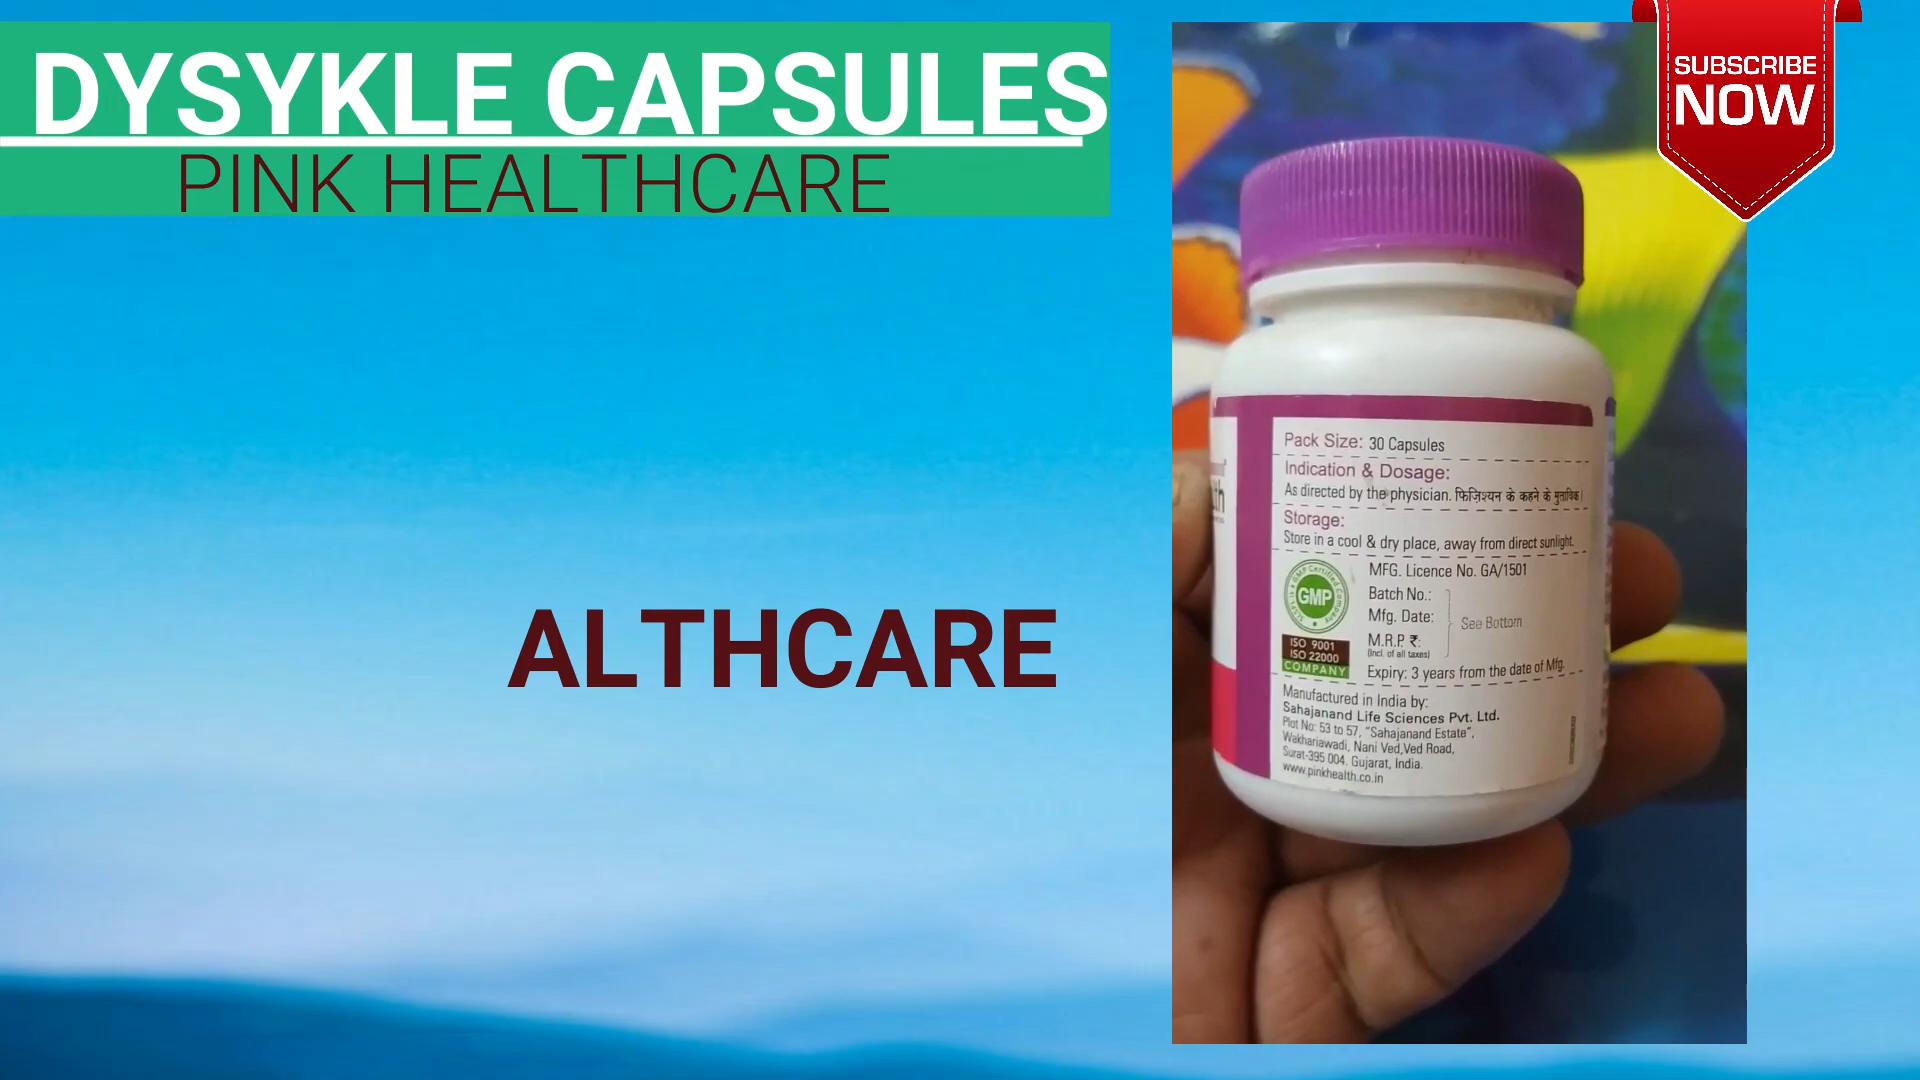 DYSYKLE CAPSULES
PINK HEALTHCARE
SUBSCRIBE
NOW
ALTHCARE
Pack Size: 30 Capsules
Indication & Dosage:
As directed by the physician. फिज़िश्यन के कहने के मुताबिक।
Storage:
Store in a cool & dry place, away from direct sunlight.
GMP Certified Company
GMP
ISO 9001
ISO 22000
COMPANY
MFG. Licence No. GA/1501
Batch No.:
Mfg. Date:
See Bottom
M.R.P. ₹:
(Incl. of all taxes)
Expiry: 3 years from the date of Mfg.
Manufactured in India by:
Sahajanand Life Sciences Pvt. Ltd.
Plot No: 53 to 57, "Sahajanand Estate",
Wakhariawadi, Nani Ved,Ved Road,
Surat-395 004. Gujarat, India.
www.pinkhealth.co.in